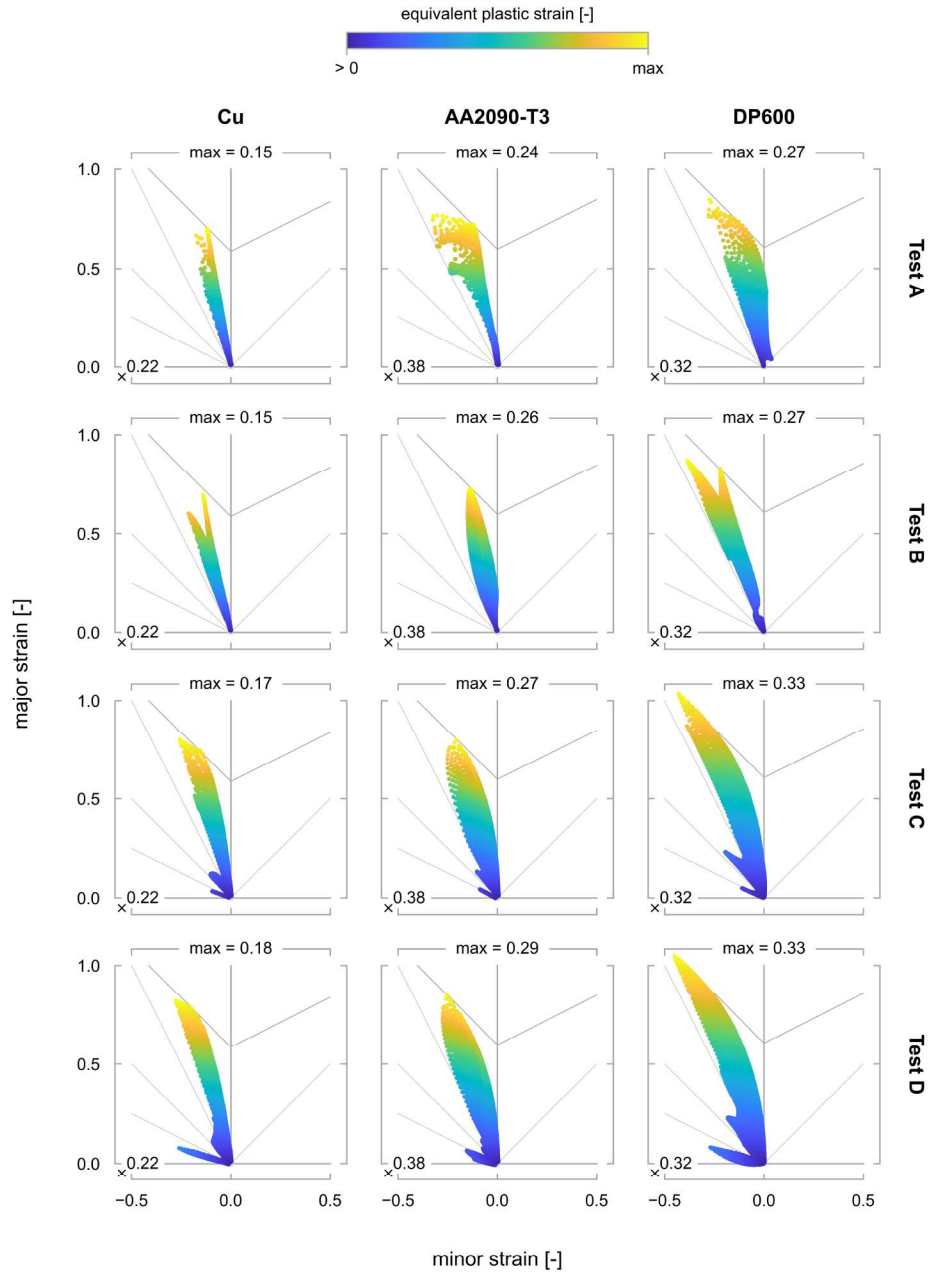 equivalent plastic strain [-]
> 0 max
Cu AA2090-T3 DP600
max = 0.15 max = 0.24 max = 0.27
1.0
0.5
0.0
× 0.22 × 0.38 × 0.32
Test A
max = 0.15 max = 0.26 max = 0.27
1.0
0.5
0.0
× 0.22 × 0.38 × 0.32
Test B
major strain [-]
max = 0.17 max = 0.27 max = 0.33
1.0
0.5
0.0
× 0.22 × 0.38 × 0.32
Test C
max = 0.18 max = 0.29 max = 0.33
1.0
0.5
0.0
× 0.22 × 0.38 × 0.32
Test D
−0.5 0.0 0.5 −0.5 0.0 0.5 −0.5 0.0 0.5
minor strain [-]